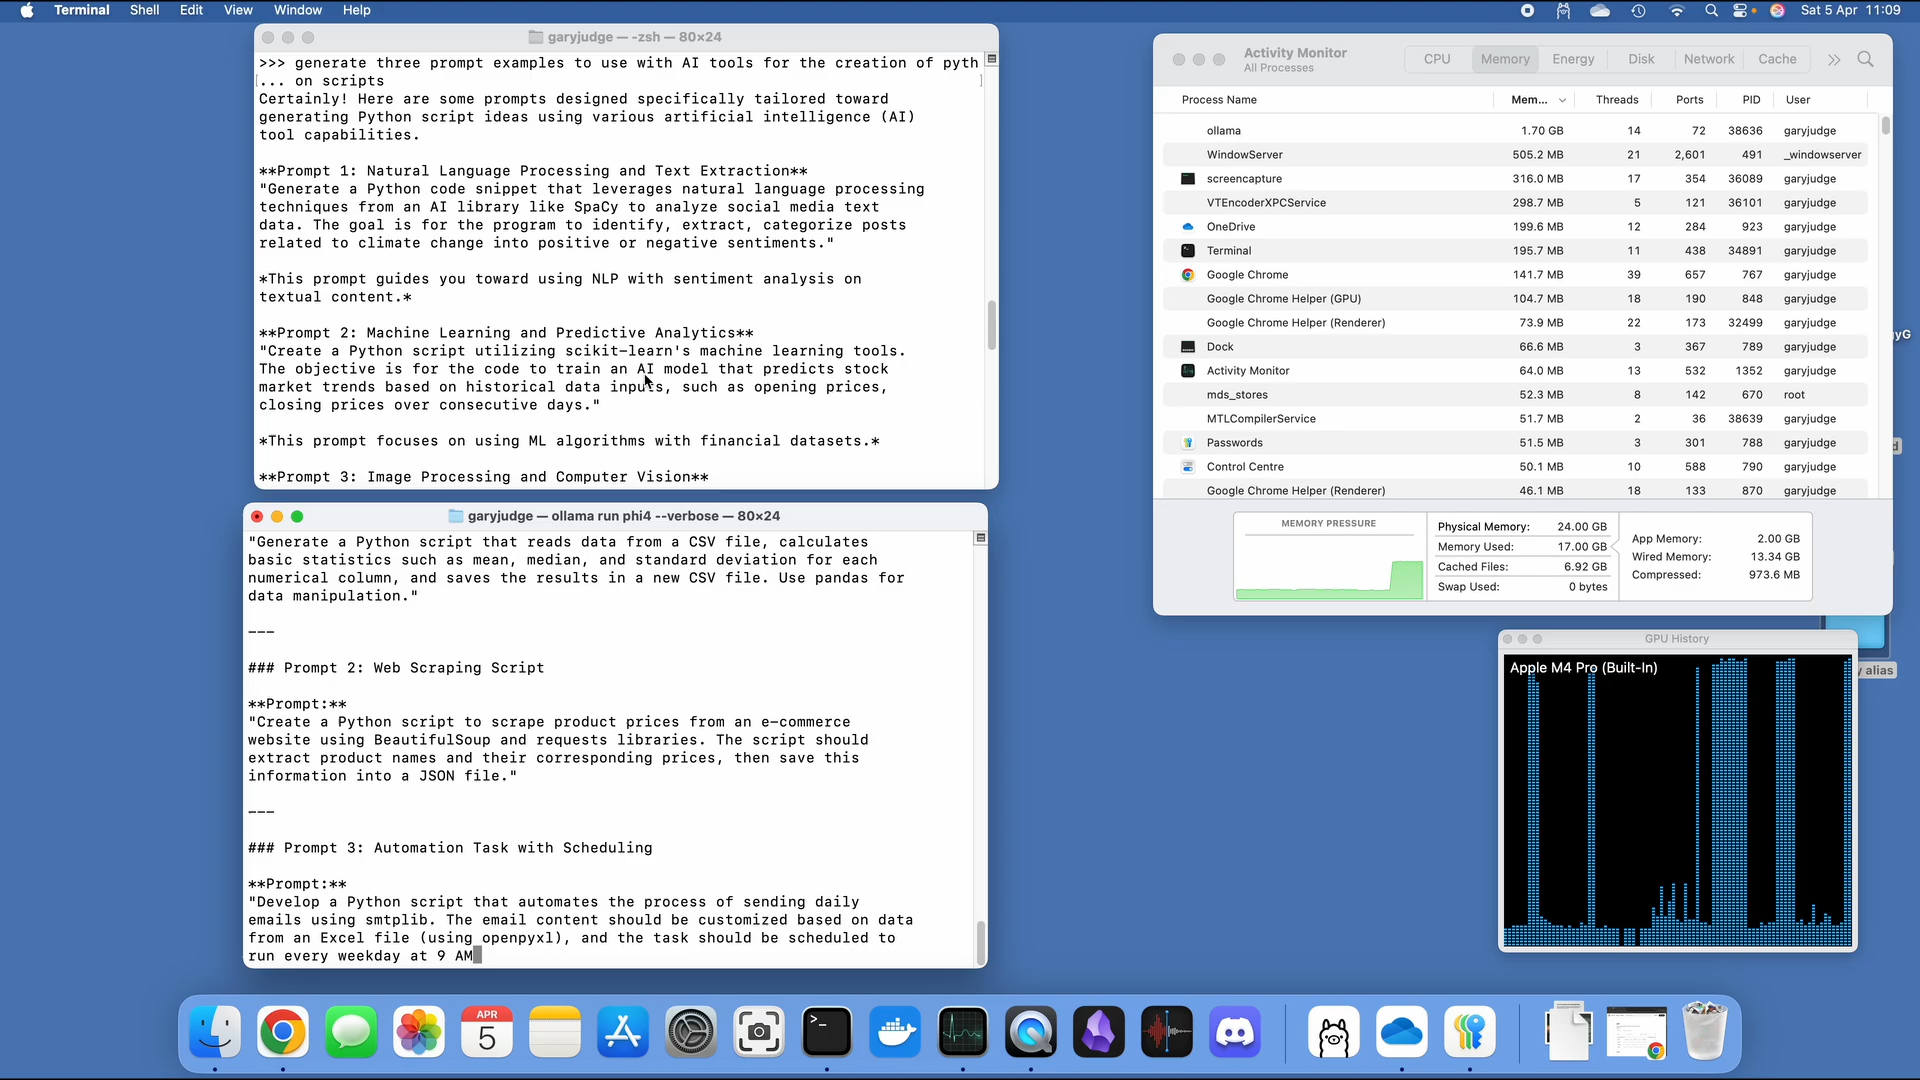 Terminal Shell Edit View Window Help
Sat 5 Apr 11:09
garyjudge — -zsh — 80×24
>>> generate three prompt examples to use with AI tools for the creation of pyth
... on scripts
Certainly! Here are some prompts designed specifically tailored toward
generating Python script ideas using various artificial intelligence (AI)
tool capabilities.
**Prompt 1: Natural Language Processing and Text Extraction**
"Generate a Python code snippet that leverages natural language processing
techniques from an AI library like SpaCy to analyze social media text
data. The goal is for the program to identify, extract, categorize posts
related to climate change into positive or negative sentiments."
*This prompt guides you toward using NLP with sentiment analysis on
textual content.*
**Prompt 2: Machine Learning and Predictive Analytics**
"Create a Python script utilizing scikit-learn's machine learning tools.
The objective is for the code to train an AI model that predicts stock
market trends based on historical data inputs, such as opening prices,
closing prices over consecutive days."
*This prompt focuses on using ML algorithms with financial datasets.*
**Prompt 3: Image Processing and Computer Vision**
garyjudge — ollama run phi4 --verbose — 80×24
"Generate a Python script that reads data from a CSV file, calculates
basic statistics such as mean, median, and standard deviation for each
numerical column, and saves the results in a new CSV file. Use pandas for
data manipulation."
---
### Prompt 2: Web Scraping Script
**Prompt:**
"Create a Python script to scrape product prices from an e-commerce
website using BeautifulSoup and requests libraries. The script should
extract product names and their corresponding prices, then save this
information into a JSON file."
---
### Prompt 3: Automation Task with Scheduling
**Prompt:**
"Develop a Python script that automates the process of sending daily
emails using smtplib. The email content should be customized based on data
from an Excel file (using openpyxl), and the task should be scheduled to
run every weekday at 9 AM
Activity Monitor
All Processes
CPU Memory Energy Disk Network Cache
Process Name Mem... Threads Ports PID User
ollama 1.70 GB 14 72 38636 garyjudge
WindowServer 505.2 MB 21 2,601 491 _windowserver
screencapture 316.0 MB 17 354 36089 garyjudge
VTEncoderXPCService 298.7 MB 5 121 36101 garyjudge
OneDrive 199.6 MB 12 284 923 garyjudge
Terminal 195.7 MB 11 438 34891 garyjudge
Google Chrome 141.7 MB 39 657 767 garyjudge
Google Chrome Helper (GPU) 104.7 MB 18 190 848 garyjudge
Google Chrome Helper (Renderer) 73.9 MB 22 173 32499 garyjudge
Dock 66.6 MB 3 367 789 garyjudge
Activity Monitor 64.0 MB 13 532 1352 garyjudge
mds_stores 52.3 MB 8 142 670 root
MTLCompilerService 51.7 MB 2 36 38639 garyjudge
Passwords 51.5 MB 3 301 788 garyjudge
Control Centre 50.1 MB 10 588 790 garyjudge
Google Chrome Helper (Renderer) 46.1 MB 18 133 870 garyjudge
MEMORY PRESSURE
Physical Memory: 24.00 GB
Memory Used: 17.00 GB
Cached Files: 6.92 GB
Swap Used: 0 bytes
App Memory: 2.00 GB
Wired Memory: 13.34 GB
Compressed: 973.6 MB
GPU History
Apple M4 Pro (Built-In)
yG
d
y alias
APR
5